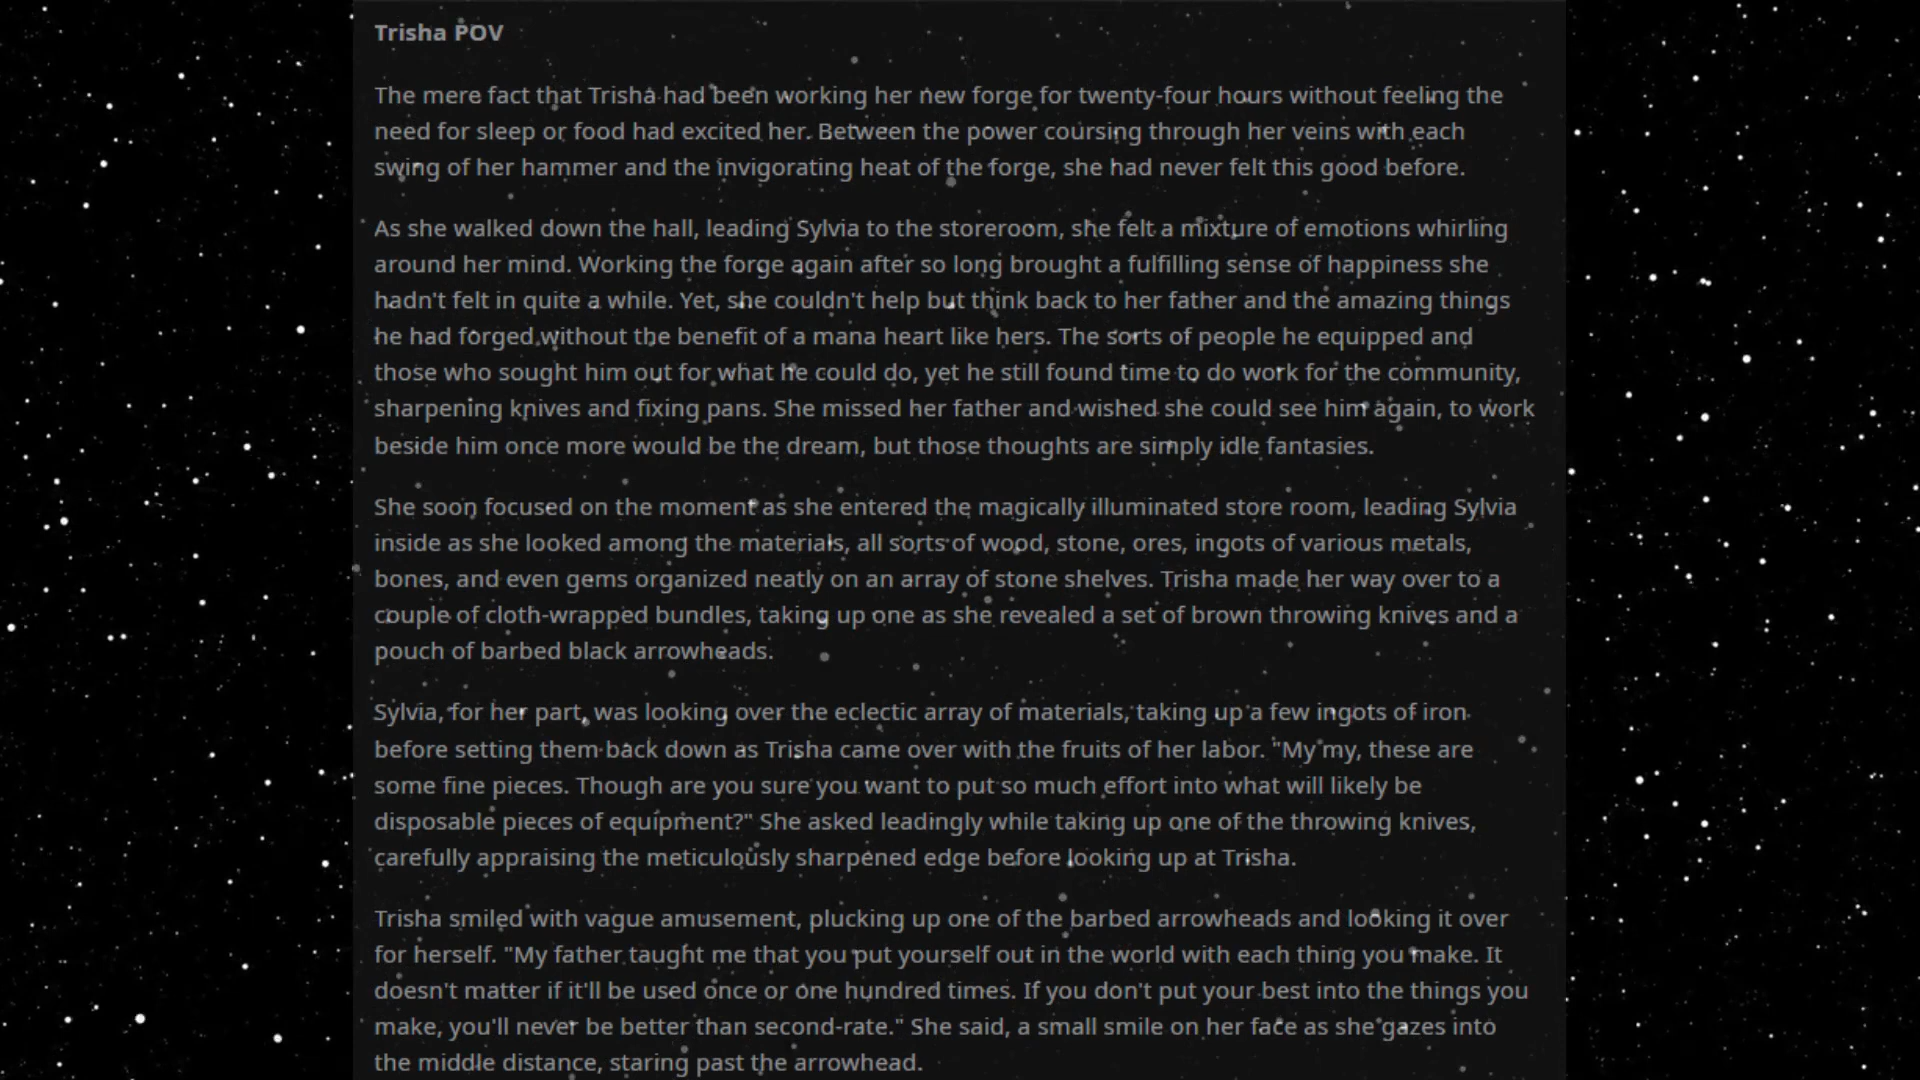 Trisha POV
The mere fact that Trisha had been working her new forge for twenty-four hours without feeling the
need for sleep or food had excited her. Between the power coursing through her veins with each
swing of her hammer and the invigorating heat of the forge, she had never felt this good before.
As she walked down the hall, leading Sylvia to the storeroom, she felt a mixture of emotions whirling
around her mind. Working the forge again after so long brought a fulfilling sense of happiness she
hadn't felt in quite a while. Yet, she couldn't help but think back to her father and the amazing things
he had forged without the benefit of a mana heart like hers. The sorts of people he equipped and
those who sought him out for what he could do, yet he still found time to do work for the community,
sharpening knives and fixing pans. She missed her father and wished she could see him again, to work
beside him once more would be the dream, but those thoughts are simply idle fantasies.
She soon focused on the moment as she entered the magically illuminated store room, leading Sylvia
inside as she looked among the materials, all sorts of wood, stone, ores, ingots of various metals,
bones, and even gems organized neatly on an array of stone shelves. Trisha made her way over to a
couple of cloth-wrapped bundles, taking up one as she revealed a set of brown throwing knives and a
pouch of barbed black arrowheads.
Sylvia, for her part, was looking over the eclectic array of materials, taking up a few ingots of iron
before setting them back down as Trisha came over with the fruits of her labor. "My my, these are
some fine pieces. Though are you sure you want to put so much effort into what will likely be
disposable pieces of equipment?" She asked leadingly while taking up one of the throwing knives,
carefully appraising the meticulously sharpened edge before looking up at Trisha.
Trisha smiled with vague amusement, plucking up one of the barbed arrowheads and looking it over
for herself. "My father taught me that you put yourself out in the world with each thing you make. It
doesn't matter if it'll be used once or one hundred times. If you don't put your best into the things you
make, you'll never be better than second-rate." She said, a small smile on her face as she gazes into
the middle distance, staring past the arrowhead.